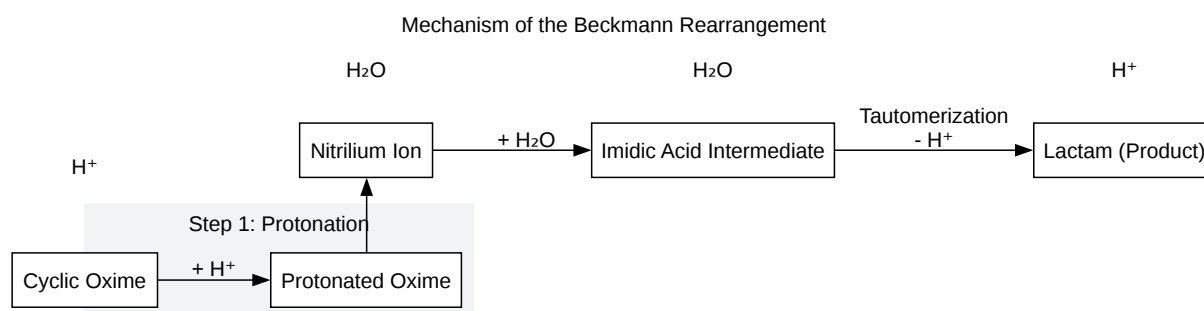 Mechanism of the Beckmann Rearrangement
H₂O
H₂O
H⁺
Tautomerization
- H⁺
Nitrilium Ion
+ H₂O
Imidic Acid Intermediate
Lactam (Product)
H⁺
Step 1: Protonation
Cyclic Oxime
+ H⁺
Protonated Oxime